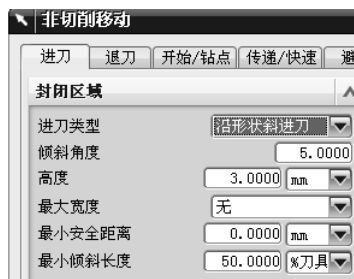 非切削移动
进刀 退刀 开始/钻点 传递/快速 避
封闭区域
进刀类型 沿形状斜进刀
倾斜角度 5.0000
高度 3.0000 mm
最大宽度 无
最小安全距离 0.0000 mm
最小倾斜长度 50.0000 %刀具